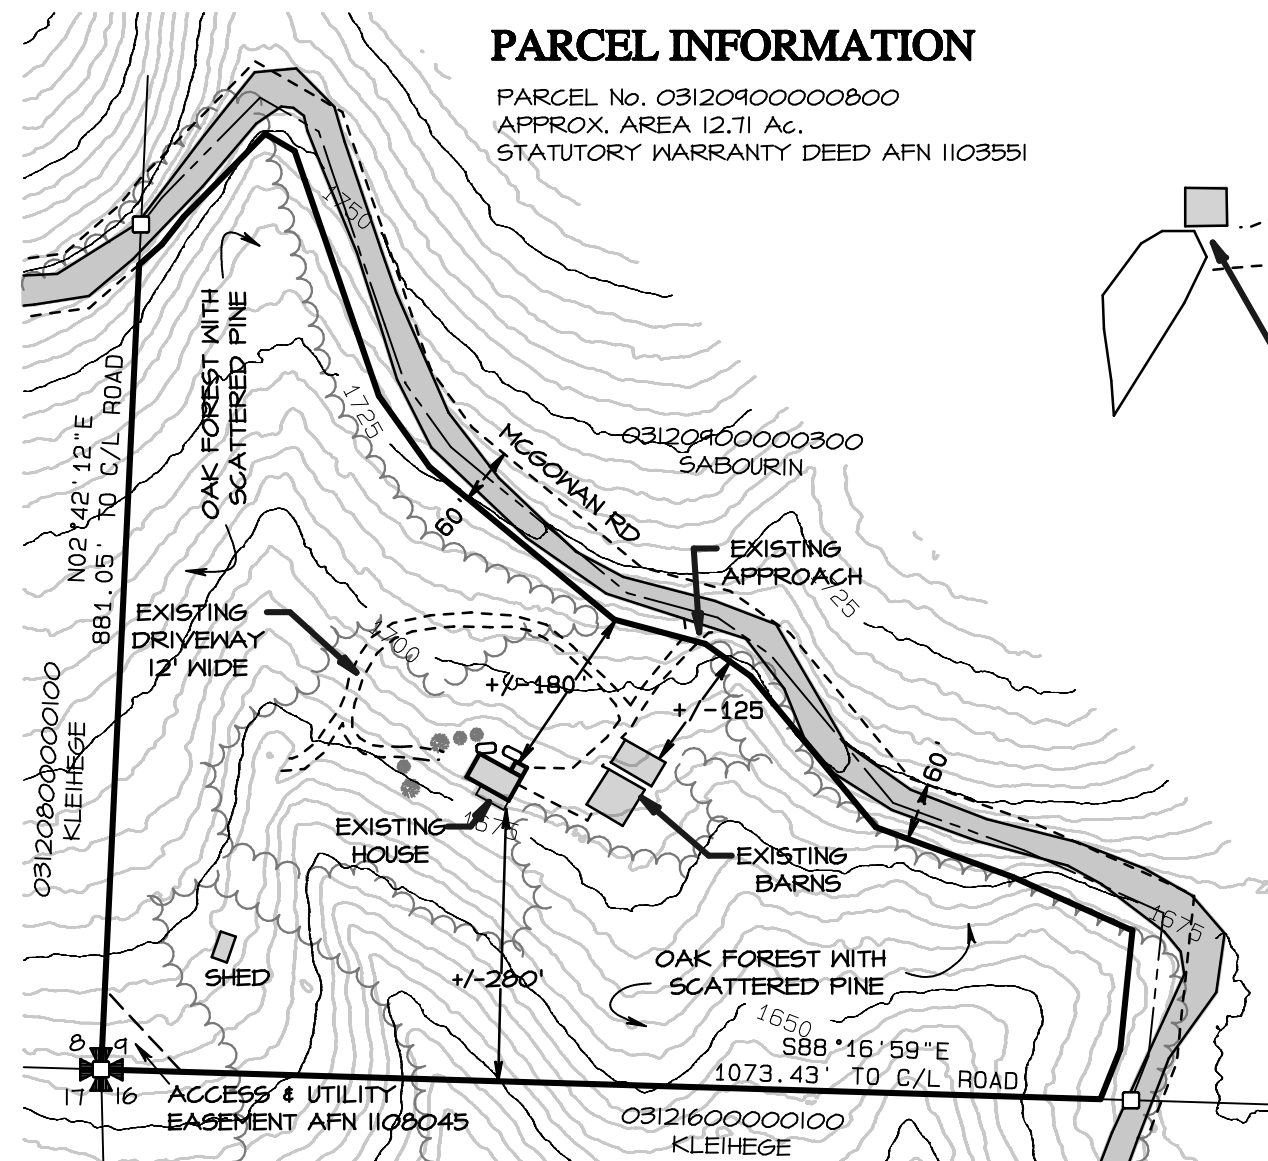 PARCEL INFORMATION
PARCEL No. 03120900000800
APPROX. AREA 12.71 Ac.
STATUTORY WARRANTY DEED AFN 1103551
1750
OAK FOREST WITH
SCATTERED PINE
N02°42'12"E
881.05' TO C/L ROAD
1725
MCGOWAN RD
60'
03120900000300
SABOURIN
EXISTING
APPROACH
1725
EXISTING
DRIVEWAY
12' WIDE
1700
+/-180'
+/-125
60'
03120800000100
KLEIHEGE
EXISTING
HOUSE
1675
EXISTING
BARNS
1675
SHED
+/-280'
OAK FOREST WITH
SCATTERED PINE
1650
S88°16'59"E
1073.43' TO C/L ROAD
8 9
17 16
ACCESS & UTILITY
EASEMENT AFN 1108045
03121600000100
KLEIHEGE